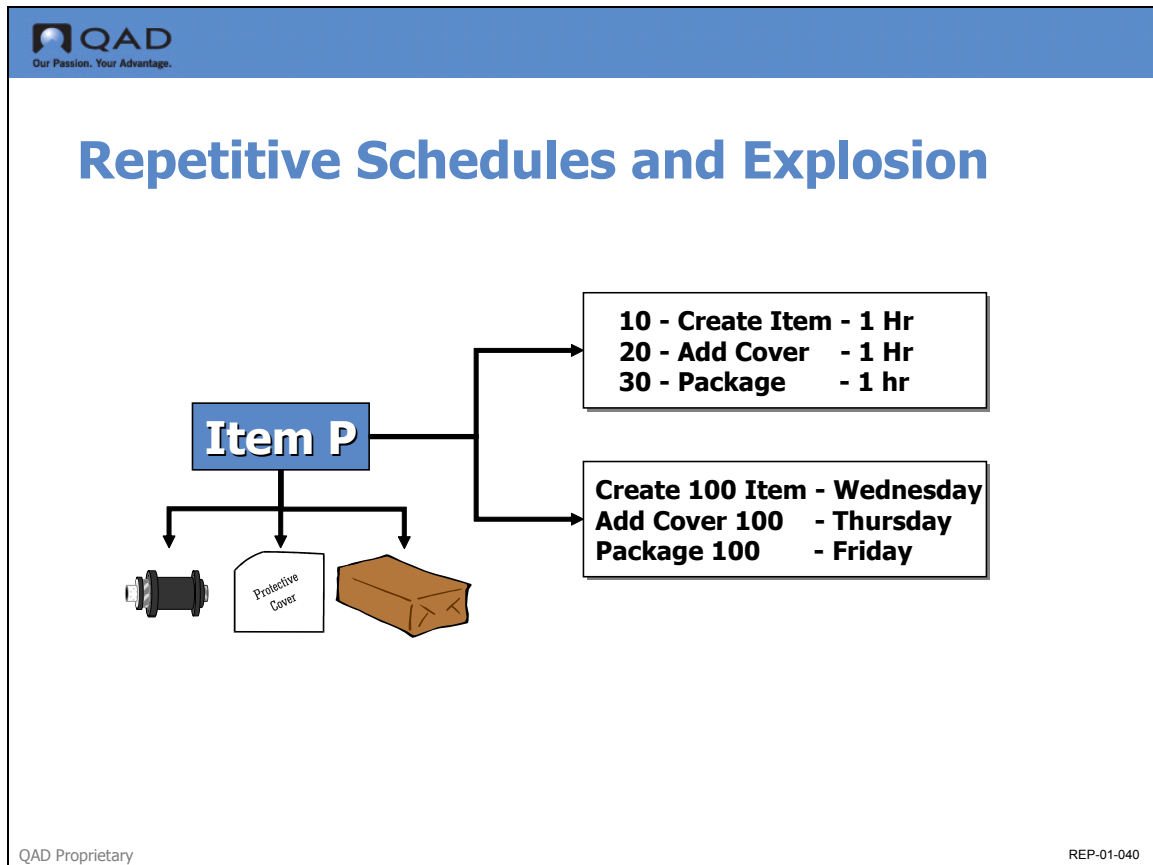 QAD
Our Passion. Your Advantage.
Repetitive Schedules and Explosion
10 - Create Item - 1 Hr
20 - Add Cover - 1 Hr
30 - Package - 1 hr
Item P
Create 100 Item - Wednesday
Add Cover 100 - Thursday
Package 100 - Friday
Protective
Cover
QAD Proprietary
REP-01-040